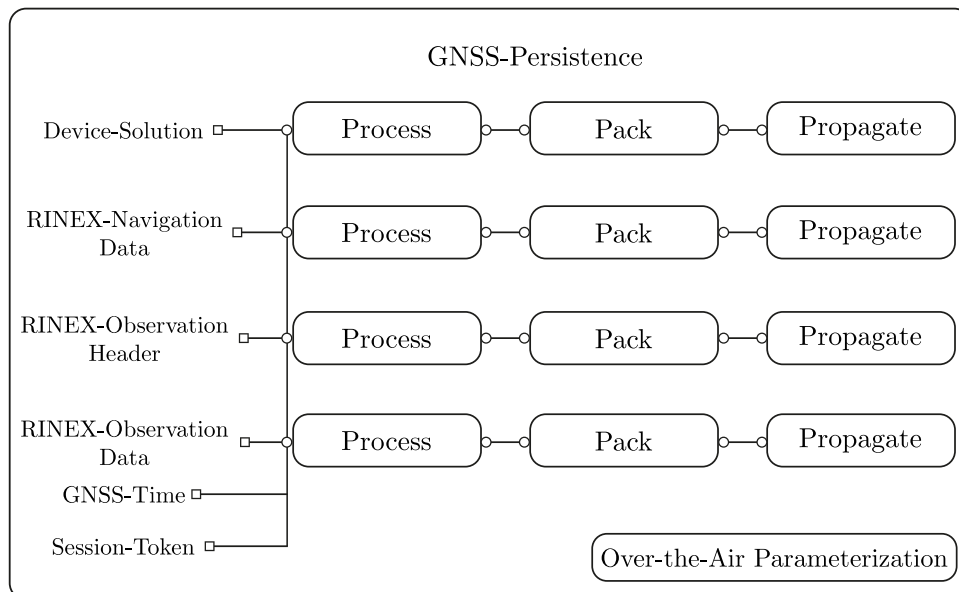 GNSS-Persistence
Device-Solution
Process
Pack
Propagate
RINEX-Navigation
Data
Process
Pack
Propagate
RINEX-Observation
Header
Process
Pack
Propagate
RINEX-Observation
Data
Process
Pack
Propagate
GNSS-Time
Session-Token
Over-the-Air Parameterization